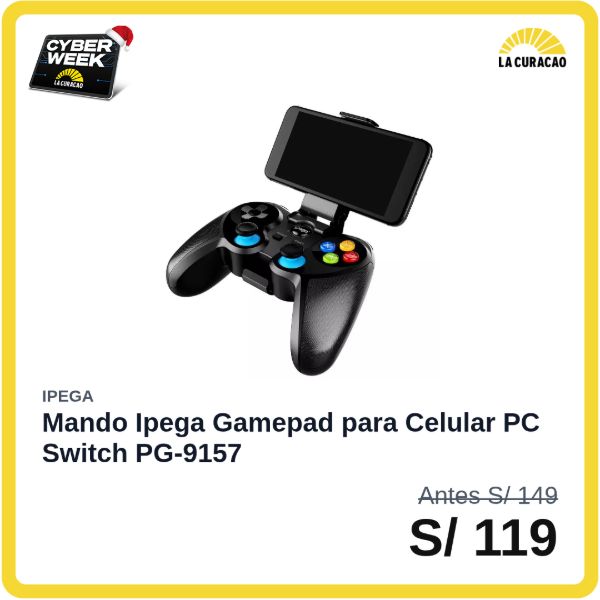 CYBER
WEEK
LA CURACAO
LA CURACAO
IPEGA
Mando Ipega Gamepad para Celular PC
Switch PG-9157
Antes S/ 149
S/ 119